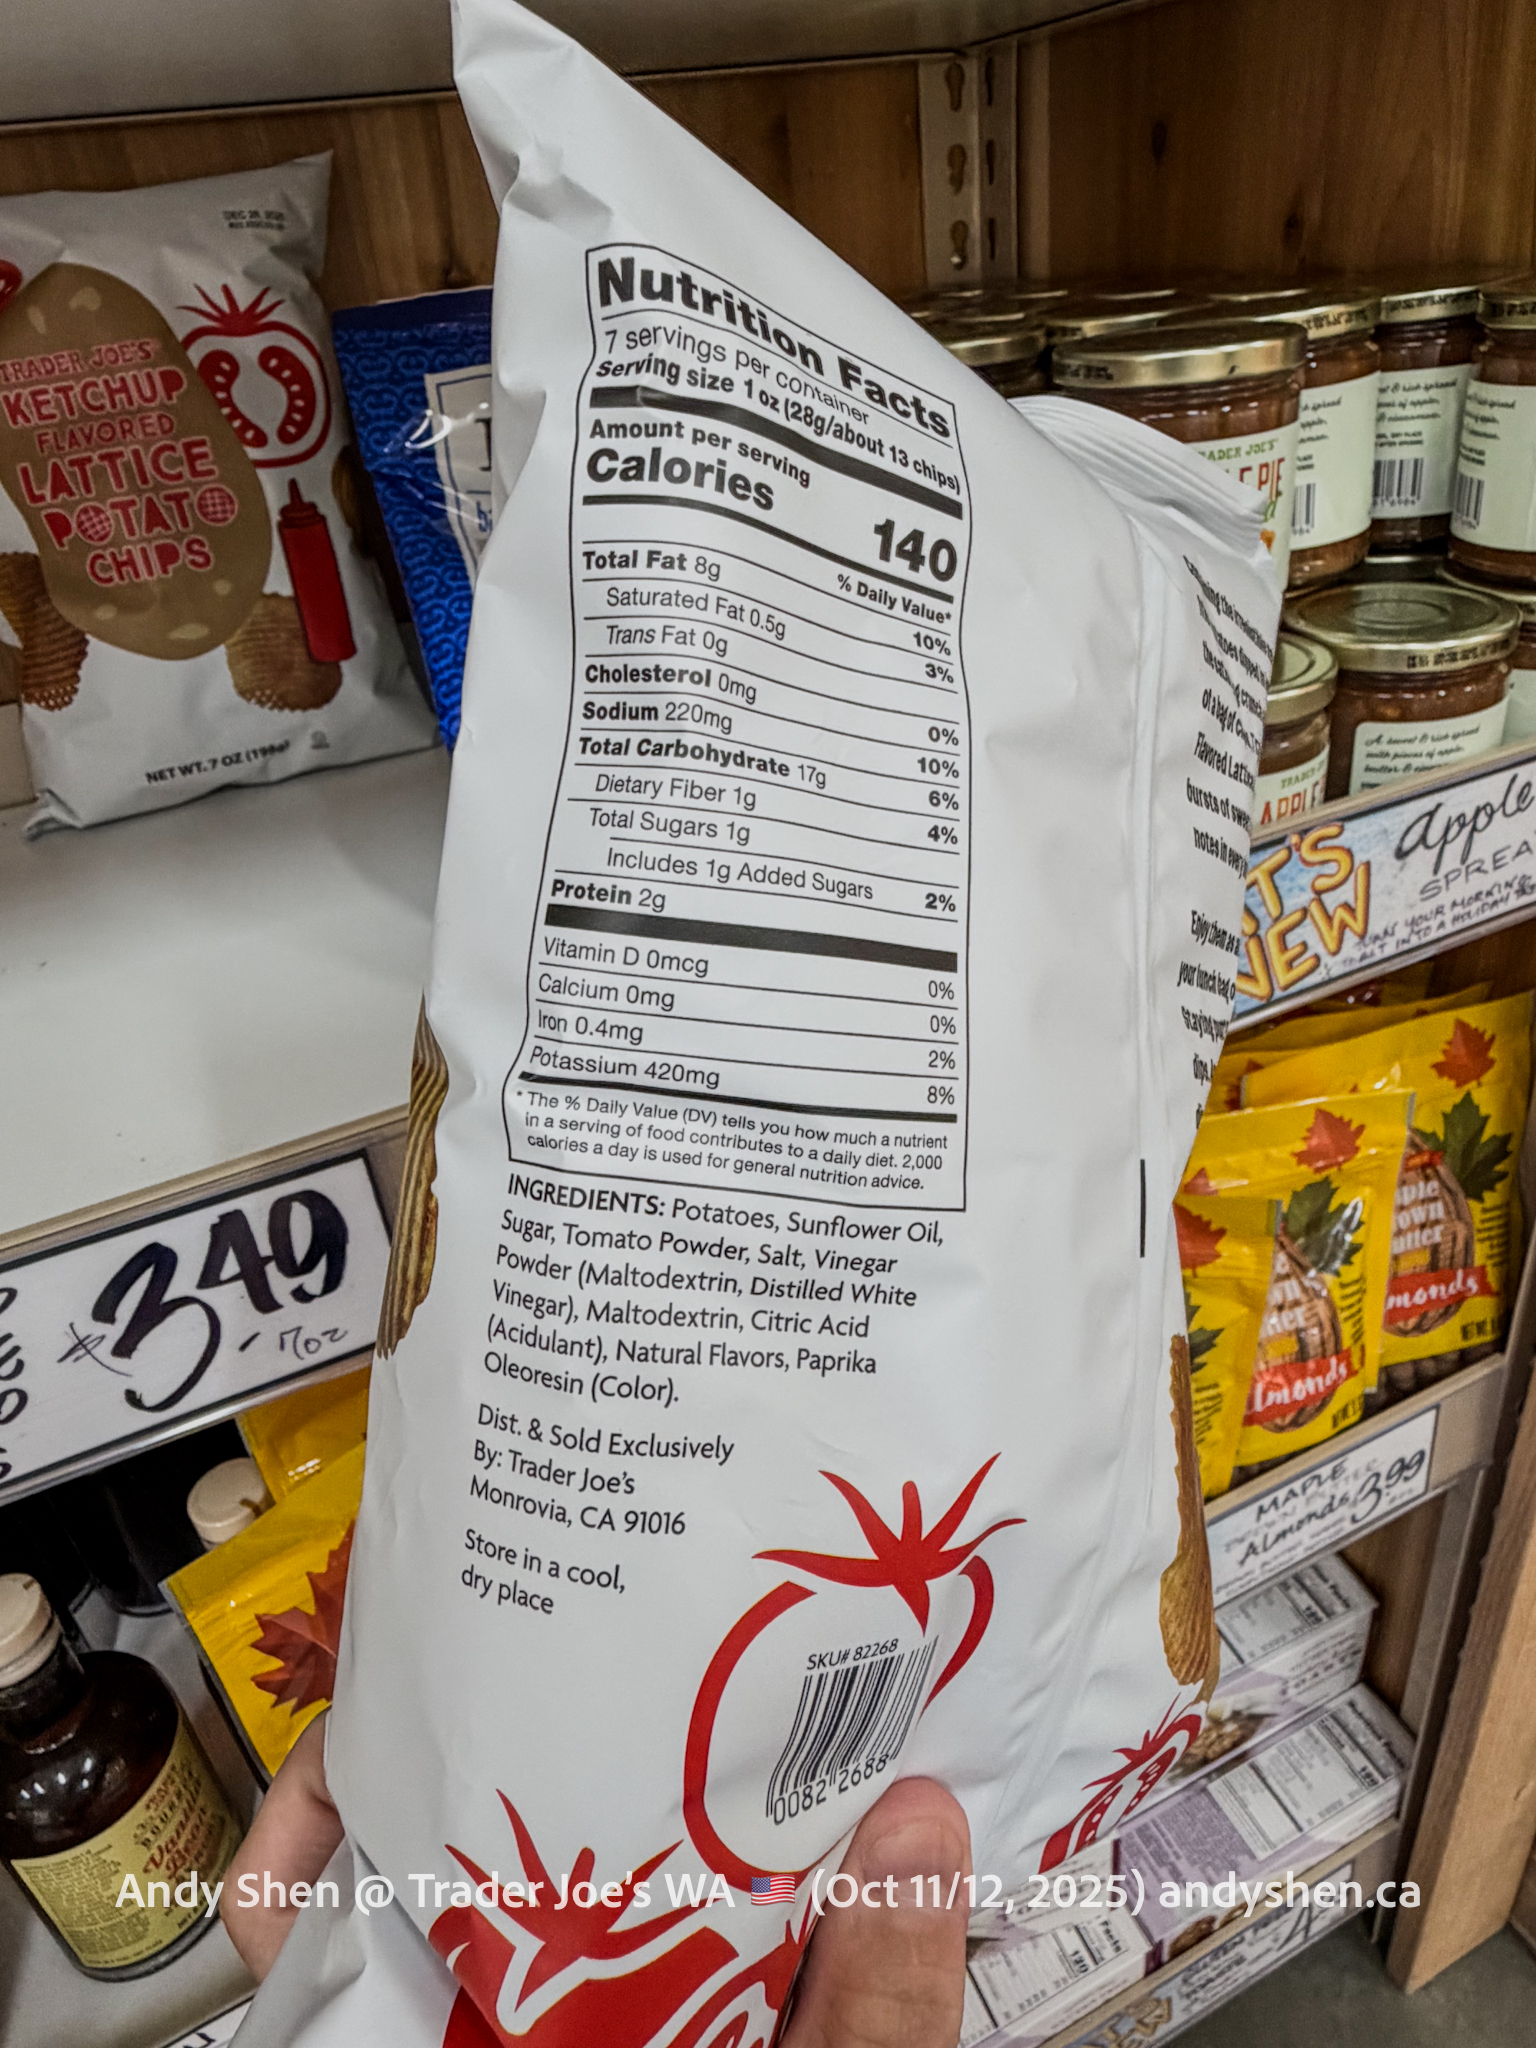 TRADER JOE'S
KETCHUP
FLAVORED
LATTICE
POTATO
CHIPS
NET WT. 7 OZ (198g)
Nutrition Facts
7 servings per container
Serving size 1 oz (28g/about 13 chips)
Amount per serving
Calories 140
% Daily Value*
Total Fat 8g 10%
Saturated Fat 0.5g 3%
Trans Fat 0g
Cholesterol 0mg 0%
Sodium 220mg 10%
Total Carbohydrate 17g 6%
Dietary Fiber 1g 4%
Total Sugars 1g
Includes 1g Added Sugars 2%
Protein 2g
Vitamin D 0mcg 0%
Calcium 0mg 0%
Iron 0.4mg 2%
Potassium 420mg 8%
* The % Daily Value (DV) tells you how much a nutrient
in a serving of food contributes to a daily diet. 2,000
calories a day is used for general nutrition advice.
INGREDIENTS: Potatoes, Sunflower Oil,
Sugar, Tomato Powder, Salt, Vinegar
Powder (Maltodextrin, Distilled White
Vinegar), Maltodextrin, Citric Acid
(Acidulant), Natural Flavors, Paprika
Oleoresin (Color).
Dist. & Sold Exclusively
By: Trader Joe's
Monrovia, CA 91016
Store in a cool,
dry place
SKU# 82268
0082 2688
$3.49
7oz
IT'S
NEW
apple
MAPLE
Almonds 3.99
Andy Shen @ Trader Joe's WA 🇺🇸 (Oct 11/12, 2025) andyshen.ca